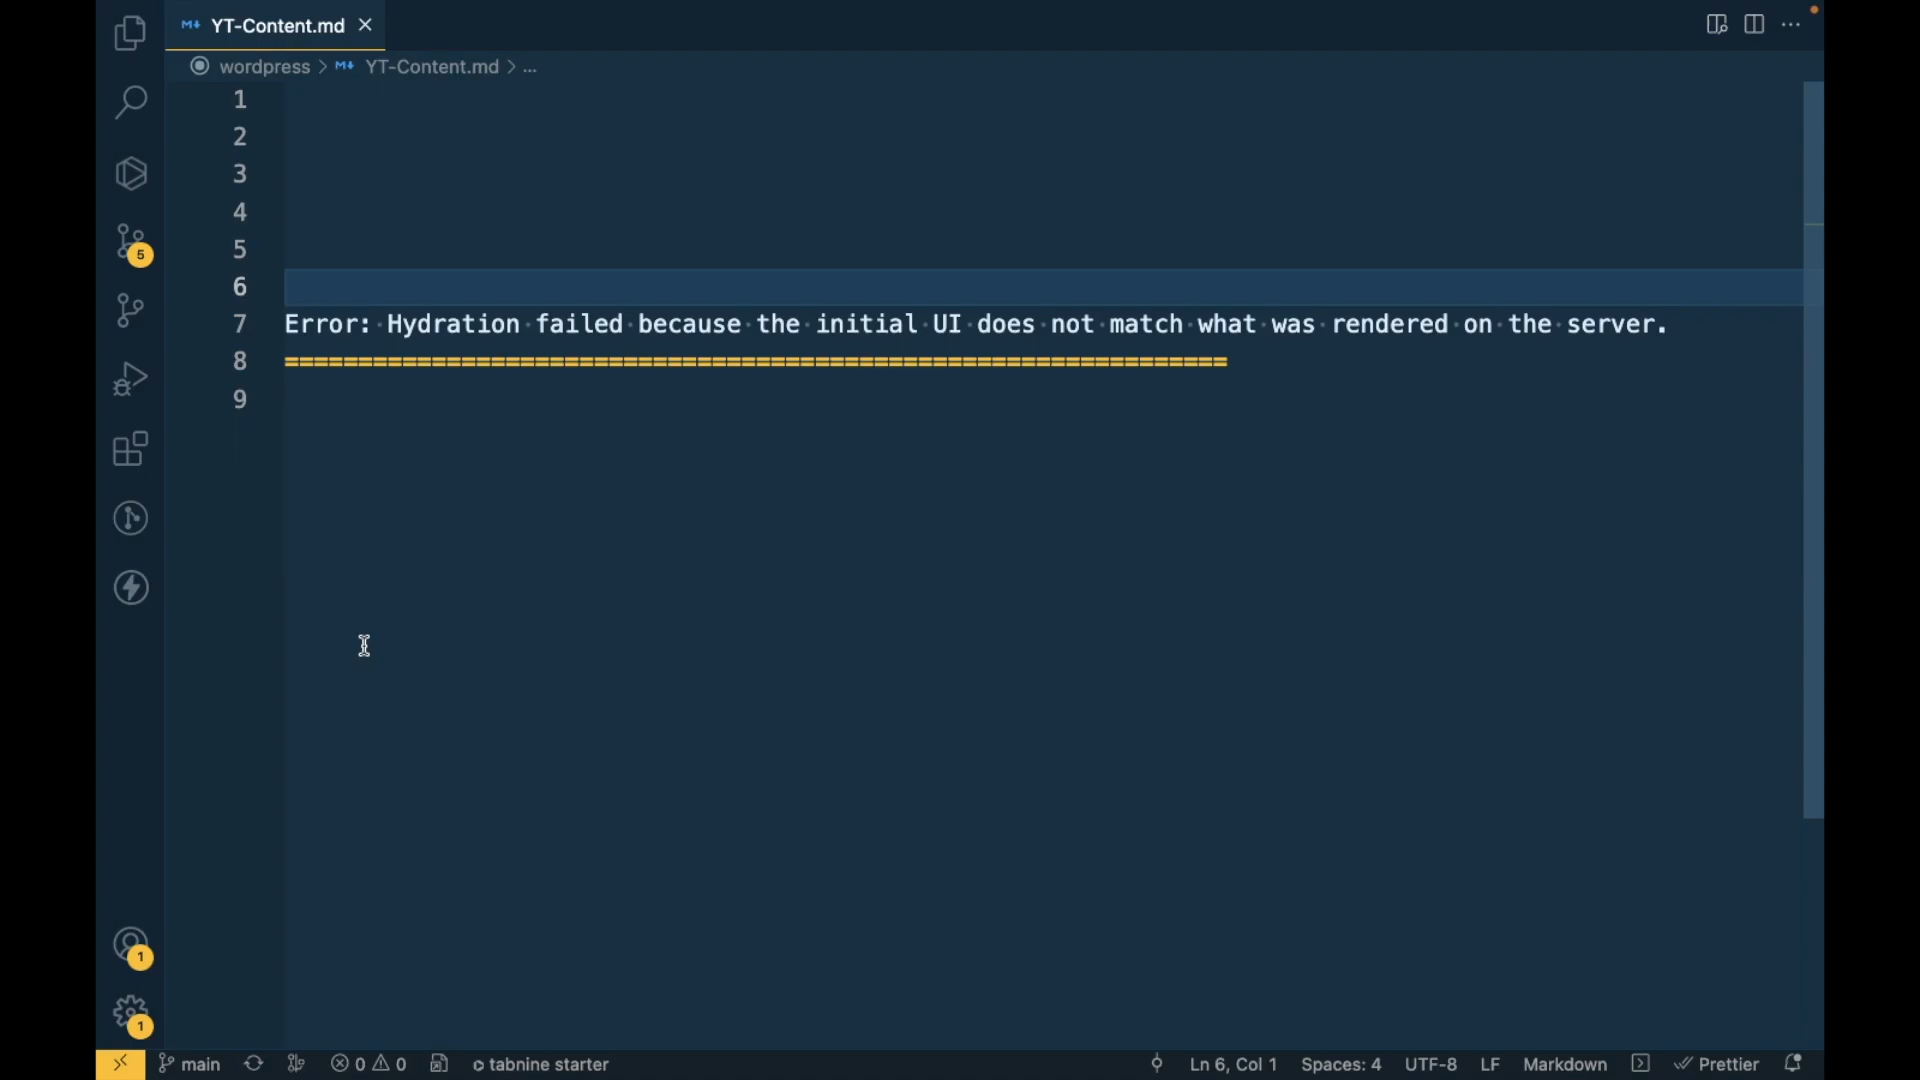 YT-Content.md
wordpress > YT-Content.md > ...
1
2
3
4
5
6
7 Error: Hydration failed because the initial UI does not match what was rendered on the server.
8 ================================================================
9
5
1
1
main 0 0 tabnine starter Ln 6, Col 1 Spaces: 4 UTF-8 LF Markdown Prettier